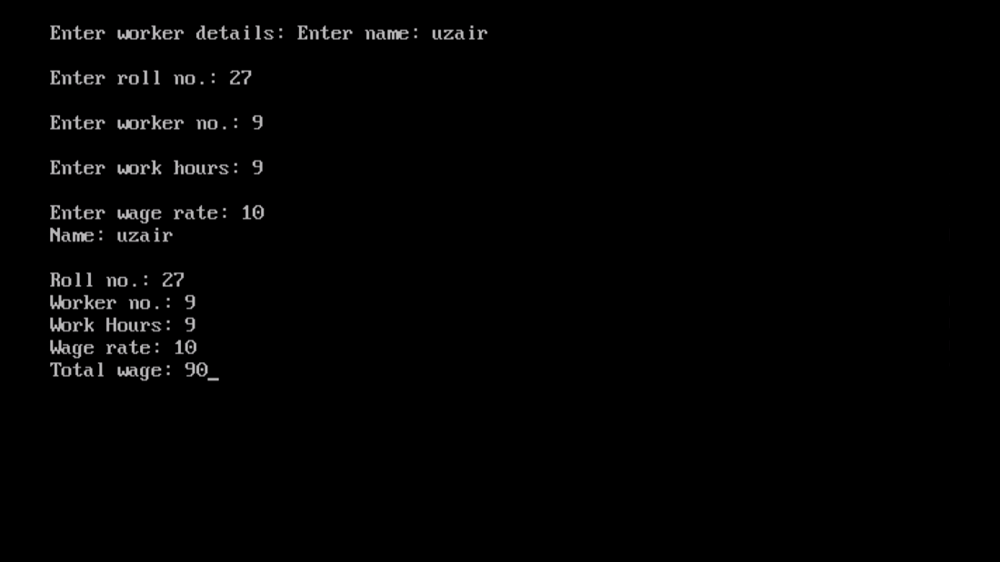 Enter worker details: Enter name: uzair
Enter roll no.: 27
Enter worker no.: 9
Enter work hours: 9
Enter wage rate: 10
Name: uzair
Roll no.: 27
Worker no.: 9
Work Hours: 9
Wage rate: 10
Total wage: 90_